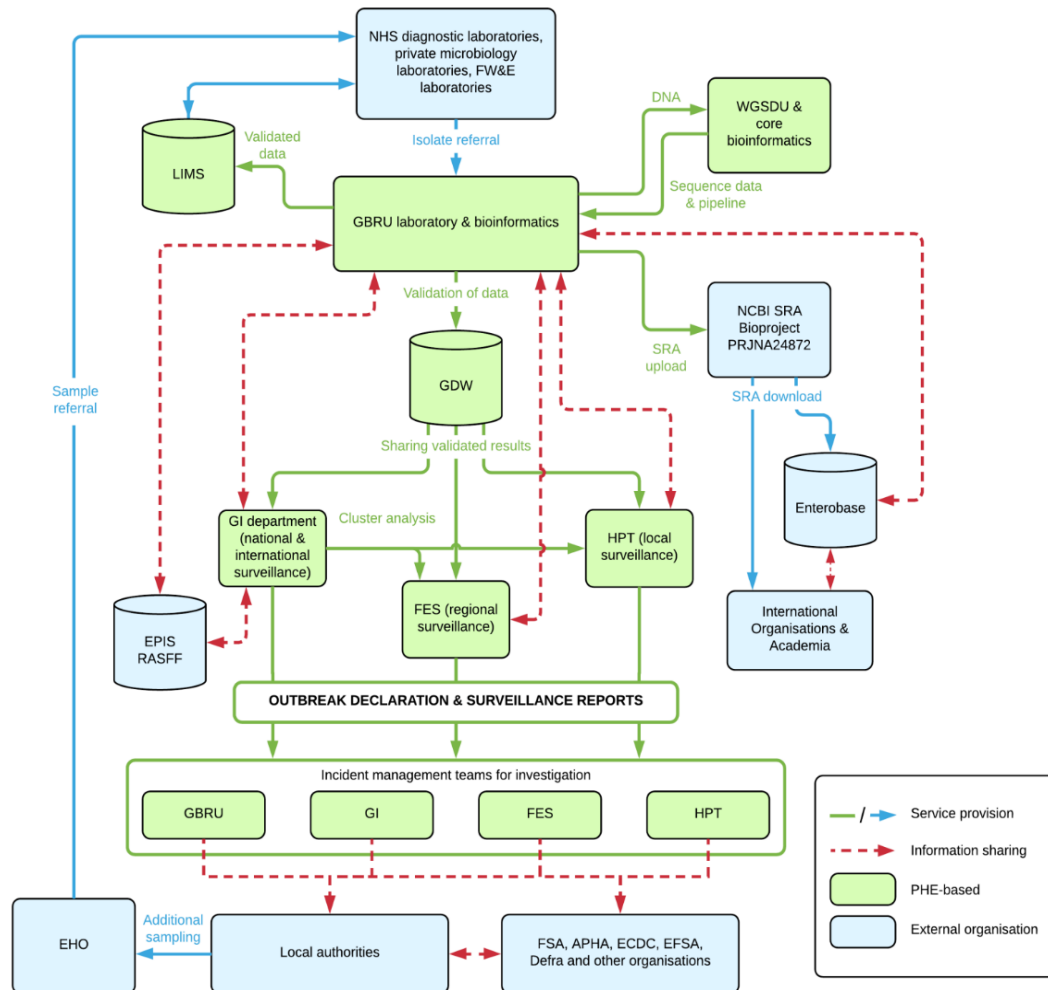 NHS diagnostic laboratories,
private microbiology
laboratories, FW&E
laboratories
DNA
WGSDU &
core
bioinformatics
Validated
data
Isolate referral
LIMS
Sequence data
& pipeline
GBRU laboratory & bioinformatics
Validation of data
NCBI SRA
Bioproject
PRJNA24872
SRA
upload
GDW
Sample
referral
SRA download
Sharing validated results
Enterobase
Cluster analysis
GI department
(national &
international
surveillance)
HPT (local
surveillance)
FES (regional
surveillance)
EPIS
RASFF
International
Organisations &
Academia
OUTBREAK DECLARATION & SURVEILLANCE REPORTS
Incident management teams for investigation
GBRU
GI
FES
HPT
/
Service provision
Information sharing
PHE-based
External organisation
EHO
Additional
sampling
Local authorities
FSA, APHA, ECDC, EFSA,
Defra and other organisations